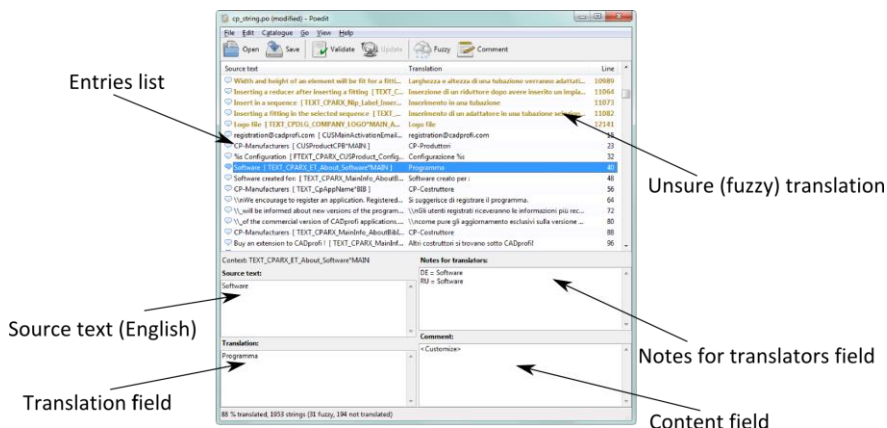 cp_string.po (modified) - Poedit
File Edit Catalogue Go View Help
Open Save Validate Update Fuzzy Comment
Source text Translation Line
Width and height of an element will be fit for a fitti... Larghezza e altezza di una tubazione verranno adattati... 10989
Inserting a reducer after inserting a fitting [ TEXT_C... Inserzione di un riduttore dopo avere inserito un impia... 11064
Insert in a sequence [ TEXT_CPARX_Nip_Label_Inser... Inserimento in una tubazione 11073
Inserting a fitting in the selected sequence [ TEXT_... Inserimento di un adattatore in una tubazione 11082
Logo file [ TEXT_CPDLG_COMPANY_LOGO"MAIN_A... Logo file 12141
registration@cadprofi.com [ CUSMainActivationEmail... registration@cadprofi.com
CP-Manufacturers [ CUSProductCPB"MAIN ] CP-Produttori 23
%s Configuration [ FTEXT_CPARX_CUSProduct_Config... Configurazione %s 32
Software [ TEXT_CPARX_ET_About_Software"MAIN ] Programma 40
Software created for: [ TEXT_CPARX_MainInfo_AboutB... Software creato per: 48
CP-Manufacturers [ TEXT_CpAppName"BIB ] CP-Costruttore 56
\\nWe encourage to register an application. Registered... Si suggerisce di registrare il programma. 64
\\_will be informed about new versions of the program... \\nGli utenti registrati riceveranno le informazioni più rec... 72
\\_of the commercial version of CADprofi applications.... \\ncome pure gli aggiornamento esclusivi sulla versione ... 80
CP-Manufacturers [ TEXT_CPARX_MainInfo_AboutBibl... CP-Costruttore 88
Buy an extension to CADprofi! [ TEXT_CPARX_MainInf... Altri costruttori si trovano sotto CADprofi! 96
Context: TEXT_CPARX_ET_About_Software"MAIN Notes for translators:
Source text: DE = Software
Software RU = Software
Translation: Comment:
Programma <Customize>
88 % translated, 1953 strings (31 fuzzy, 194 not translated)
Entries list
Unsure (fuzzy) translation
Source text (English)
Notes for translators field
Translation field
Content field